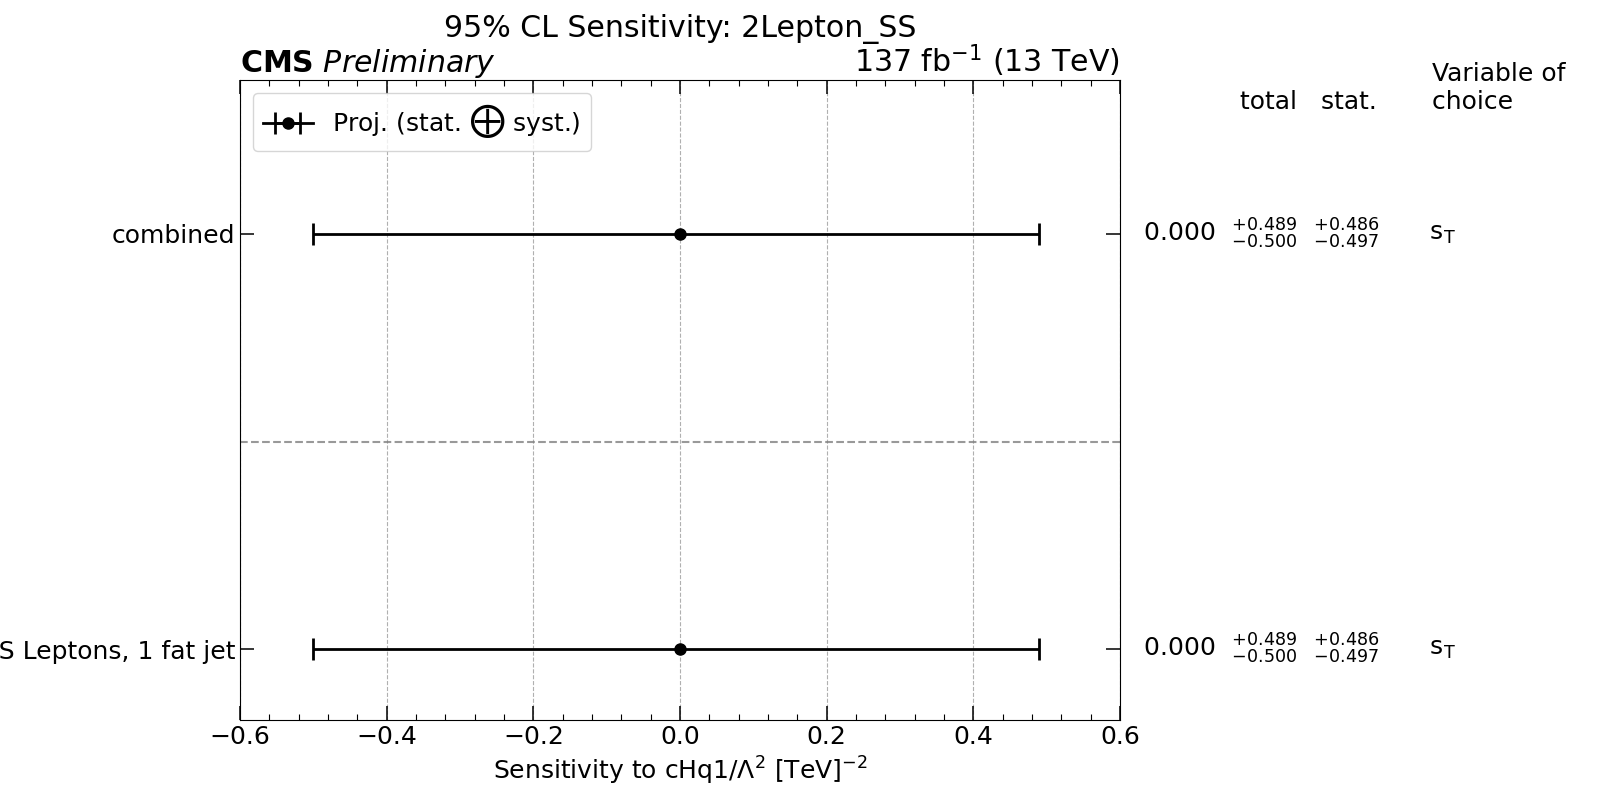 95% CL Sensitivity: 2Lepton_SS
CMS Preliminary 137 fb⁻¹ (13 TeV)
total stat. Variable of
choice
Proj. (stat. ⊕ syst.)
combined 0.000 +0.489 −0.500 +0.486 −0.497 s_T
S Leptons, 1 fat jet 0.000 +0.489 −0.500 +0.486 −0.497 s_T
−0.6 −0.4 −0.2 0.0 0.2 0.4 0.6
Sensitivity to cHq1/Λ² [TeV]⁻²